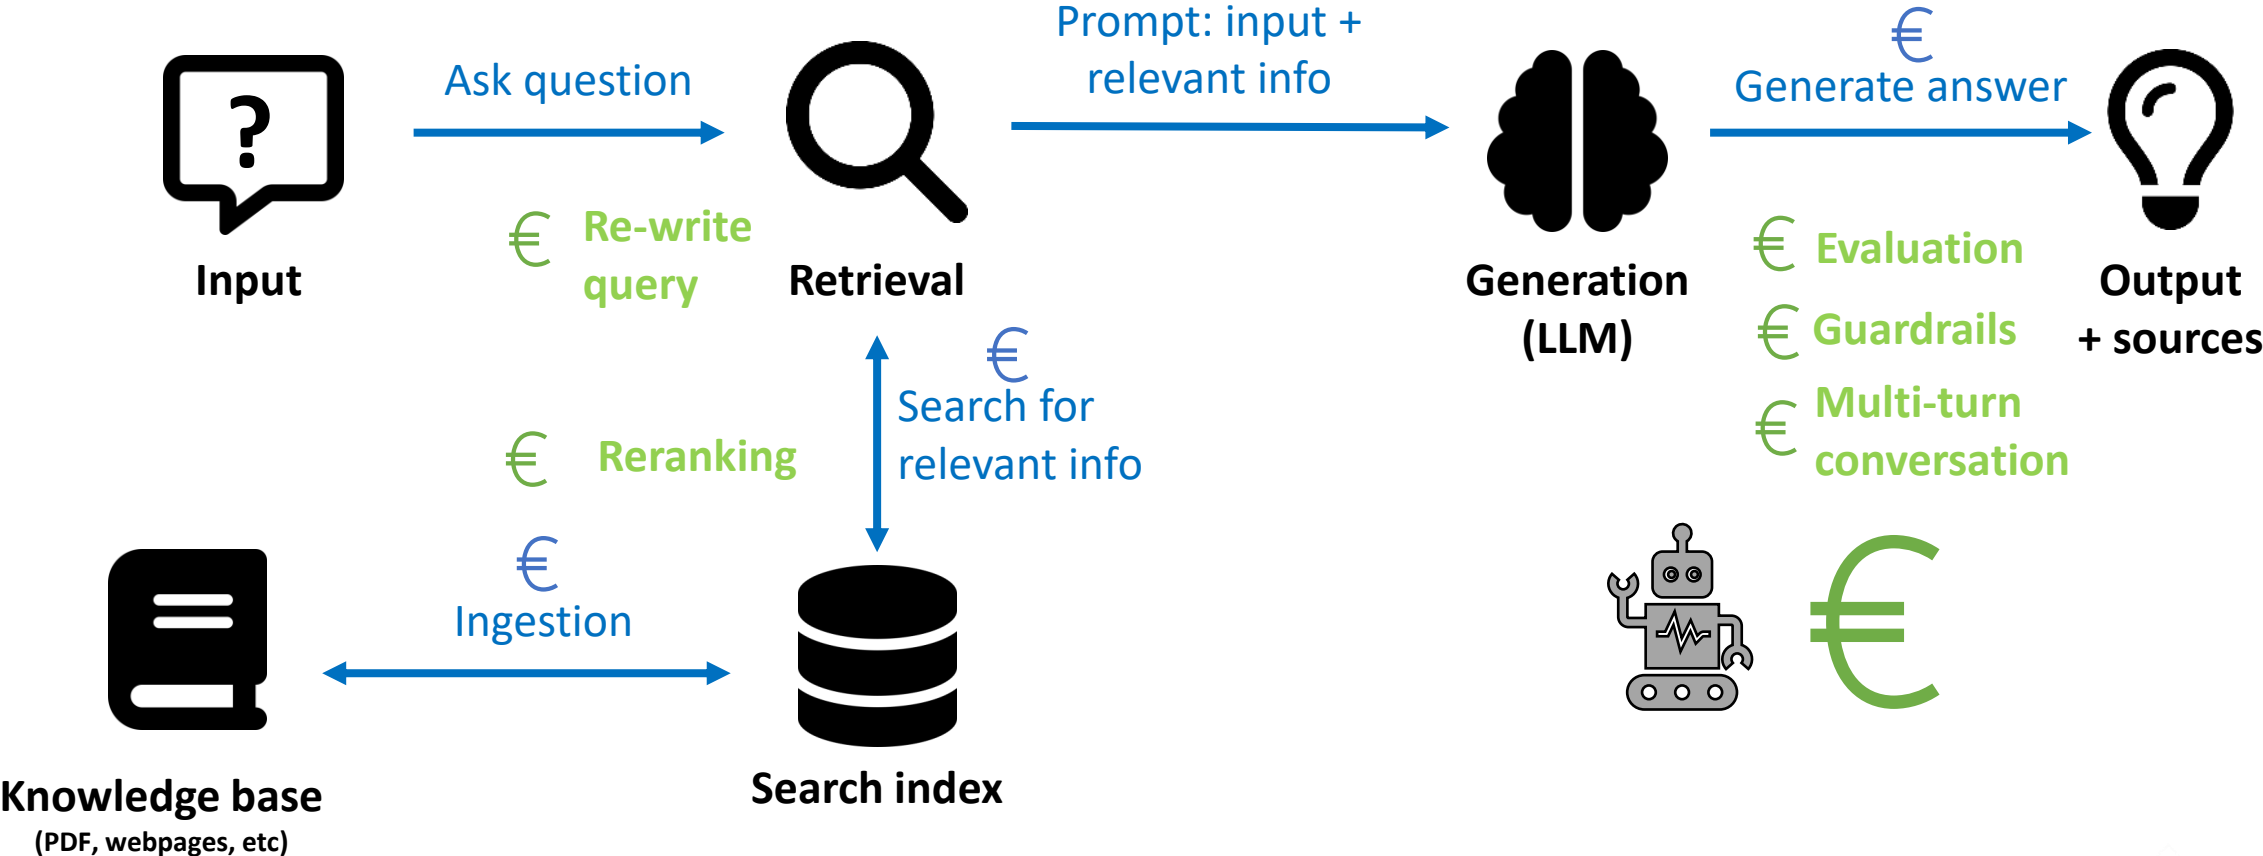 Prompt: input +
relevant info
€
Ask question
Generate answer
?
€ Re-write
query
Input
Retrieval
Generation
(LLM)
€ Evaluation
€ Guardrails
€ Multi-turn
conversation
Output
+ sources
€
Search for
relevant info
€ Reranking
€
Ingestion
€
Knowledge base
(PDF, webpages, etc)
Search index